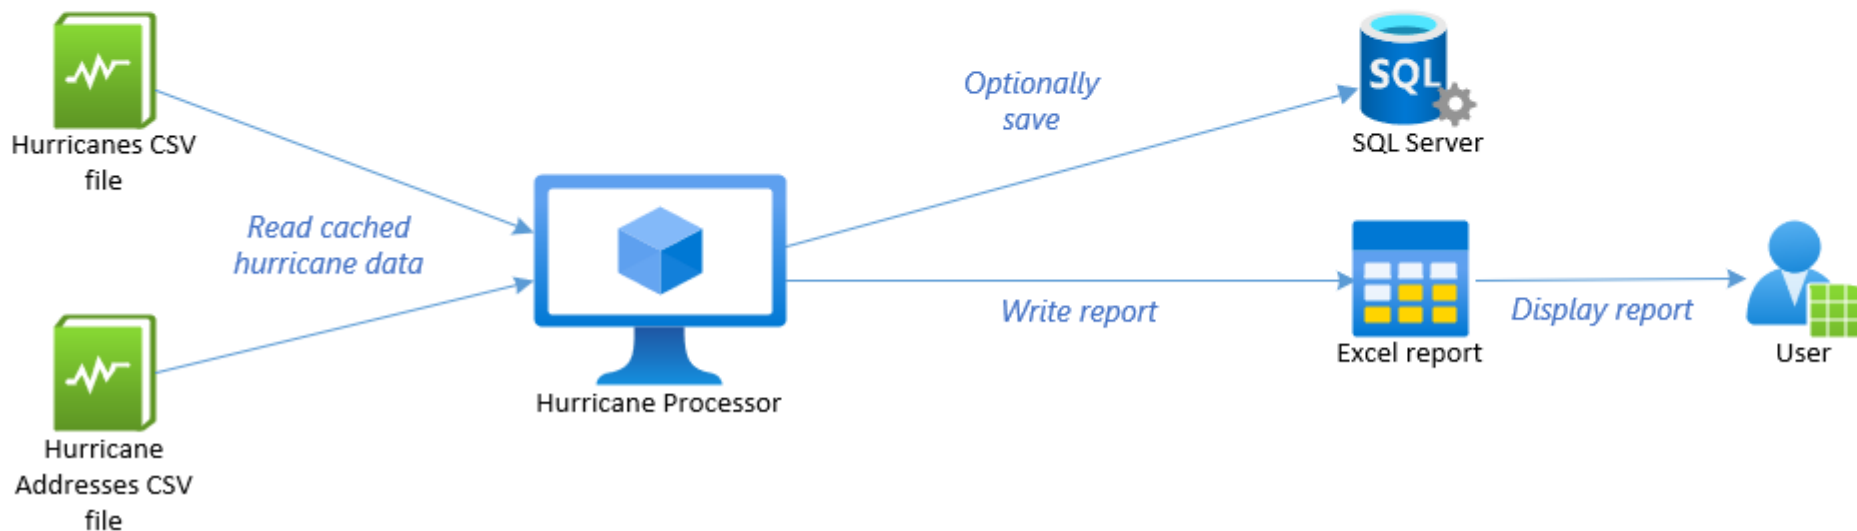 Hurricanes CSV
file
Read cached
hurricane data
Hurricane
Addresses CSV
file
Hurricane Processor
Optionally
save
SQL
SQL Server
Write report
Excel report
Display report
User